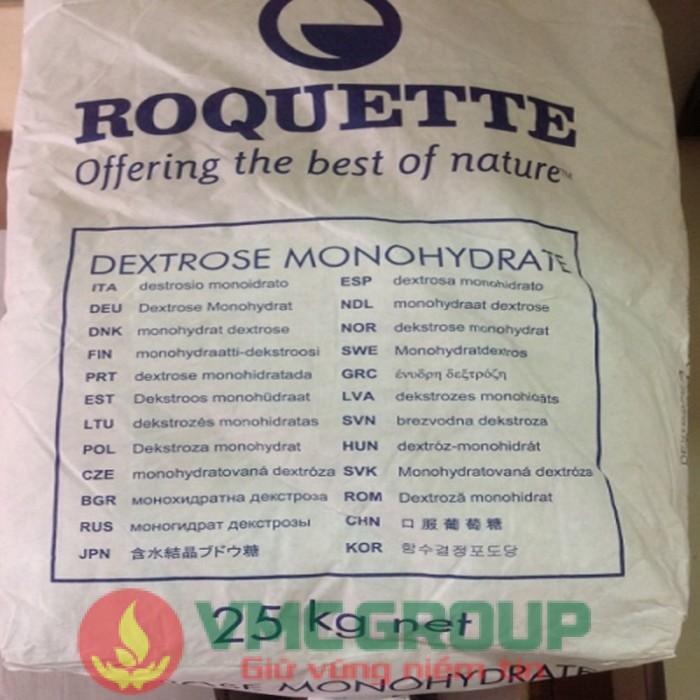 ROQUETTE
Offering the best of nature™
DEXTROSE MONOHYDRATE
ITA destrosio monoidrato ESP dextrosa monohidrato
DEU Dextrose Monohydrat NDL monohydraat dextrose
DNK monohydrat dextrose NOR dekstrose monohydrat
FIN monohydraatti-dekstroosi SWE Monohydratdextros
PRT dextrose monohidratada GRC ένυδρη δεξτρόζη
EST Dekstroos monohüdraat LVA dekstrozes monohidrāts
LTU dekstrozės monohidratas SVN brezvodna dekstroza
POL Dekstroza monohydrat HUN dextróz-monohidrát
CZE monohydratovaná dextróza SVK Monohydratovaná dextróza
BGR монохидратна декстроза ROM Dextroză monohidrat
RUS моногидрат декстрозы CHN 口服葡萄糖
JPN 含水結晶ブドウ糖 KOR 함수결정포도당
25 kg net
VMCGROUP
Giữ vững niềm tin
DEXTROSE MONOHYDRATE